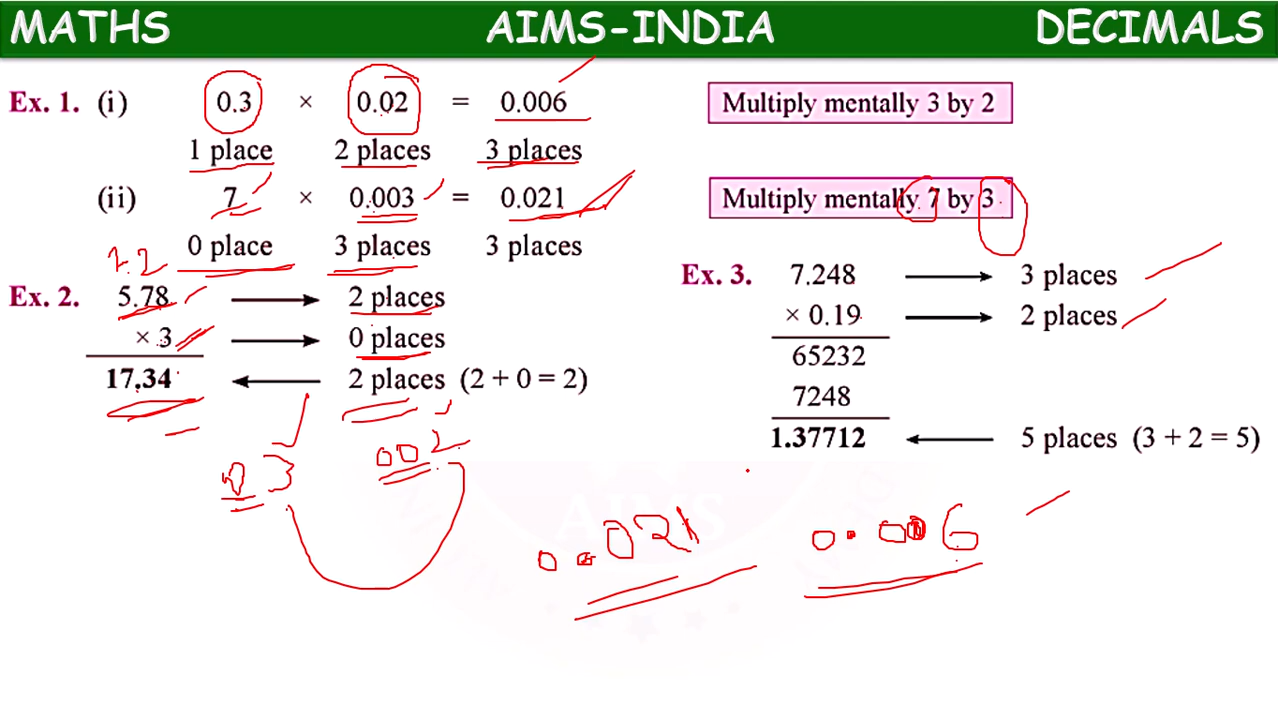 MATHS AIMS-INDIA DECIMALS
Ex. 1. (i) 0.3 × 0.02 = 0.006 Multiply mentally 3 by 2
1 place 2 places 3 places
(ii) 7 × 0.003 = 0.021 Multiply mentally 7 by 3
0 place 3 places 3 places
Ex. 2. 5.78 → 2 places
× 3 → 0 places
17.34 ← 2 places (2 + 0 = 2)
Ex. 3. 7.248 → 3 places
× 0.19 → 2 places
65232
7248
1.37712 ← 5 places (3 + 2 = 5)
3 002
0.021 0.006
AIMS